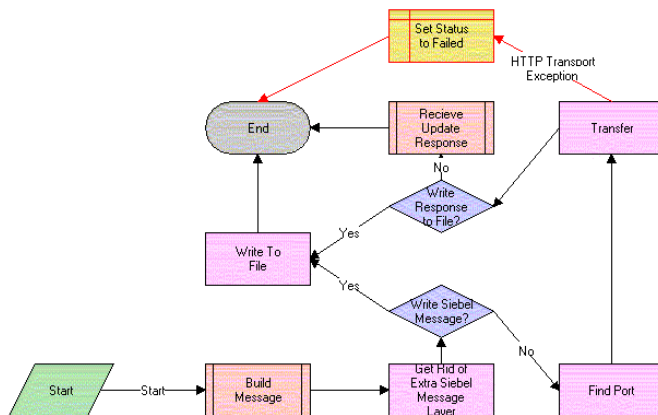 Set Status
to Failed
HTTP Transport
Exception
End
Recieve
Update
Response
Transfer
No
Write
Response
to File?
Yes
Write To
File
Yes
Write Siebel
Message?
No
Start
Start
Build
Message
Get Rid of
Extra Siebel
Message Layer
Find Port